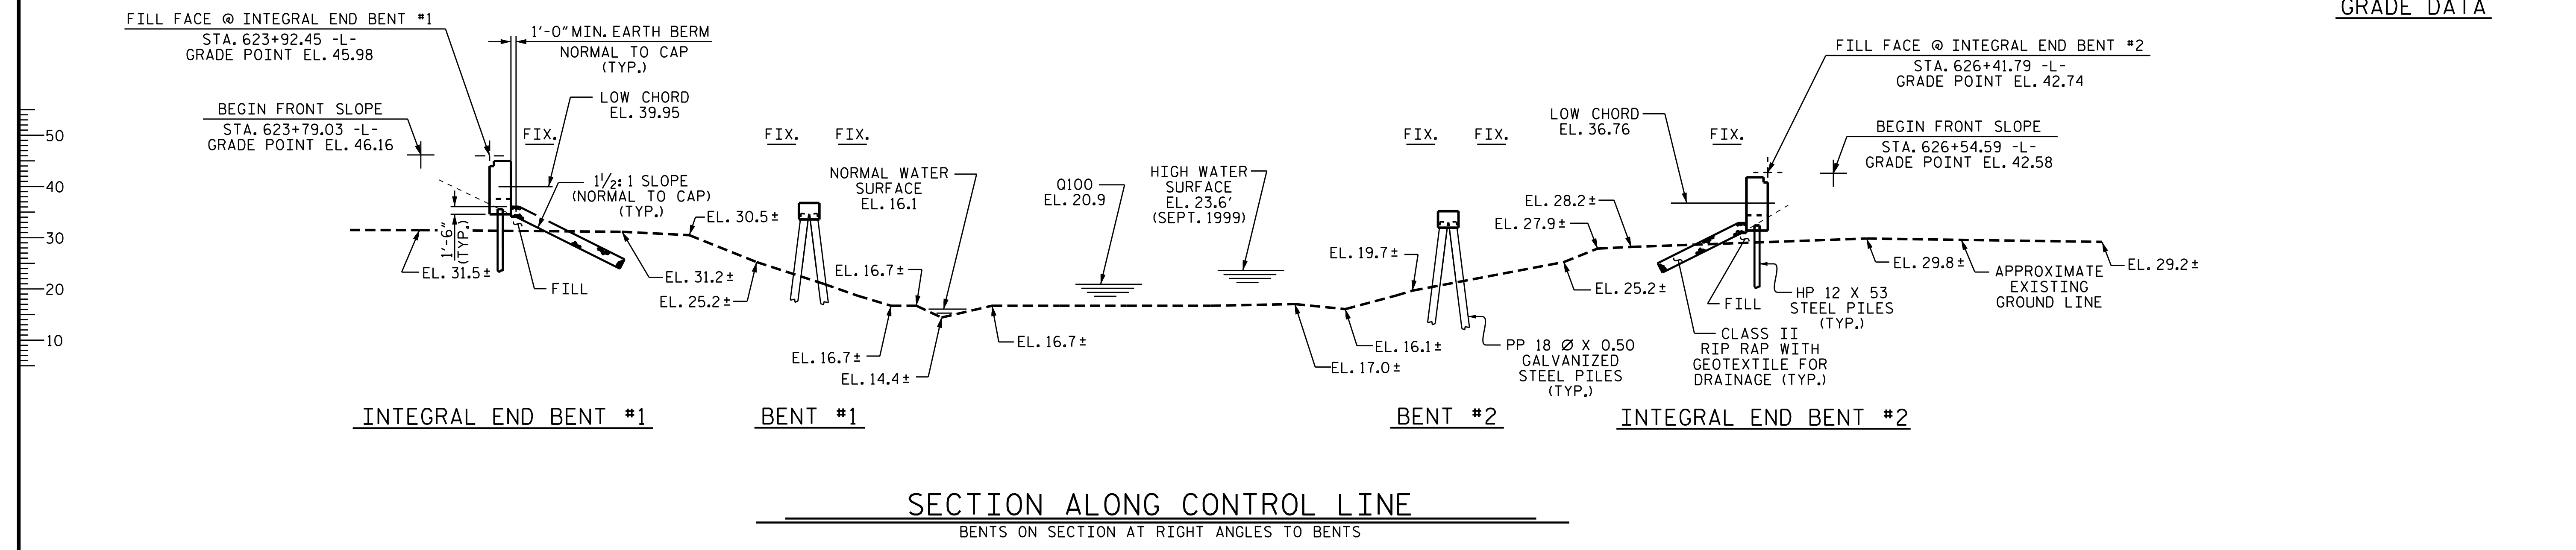 GRADE DATA
FILL FACE @ INTEGRAL END BENT #1
STA. 623+92.45 -L-
GRADE POINT EL. 45.98
1'-0" MIN. EARTH BERM
NORMAL TO CAP
(TYP.)
FILL FACE @ INTEGRAL END BENT #2
STA. 626+41.79 -L-
GRADE POINT EL. 42.74
BEGIN FRONT SLOPE
STA. 623+79.03 -L-
GRADE POINT EL. 46.16
LOW CHORD
EL. 39.95
FIX.
FIX.
FIX.
FIX.
FIX.
LOW CHORD
EL. 36.76
FIX.
BEGIN FRONT SLOPE
STA. 626+54.59 -L-
GRADE POINT EL. 42.58
50
40
30
20
10
1½:1 SLOPE
(NORMAL TO CAP)
(TYP.)
NORMAL WATER
SURFACE
EL. 16.1
Q100
EL. 20.9
HIGH WATER
SURFACE
EL. 23.6'
(SEPT. 1999)
1'-6"
(TYP.)
EL. 31.5±
FILL
EL. 30.5±
EL. 31.2±
EL. 25.2±
EL. 16.7±
EL. 16.7±
EL. 14.4±
EL. 16.7±
EL. 17.0±
EL. 16.1±
EL. 19.7±
EL. 28.2±
EL. 27.9±
EL. 25.2±
PP 18 Ø X 0.50
GALVANIZED
STEEL PILES
(TYP.)
FILL
CLASS II
RIP RAP WITH
GEOTEXTILE FOR
DRAINAGE (TYP.)
HP 12 X 53
STEEL PILES
(TYP.)
EL. 29.8±
APPROXIMATE
EXISTING
GROUND LINE
EL. 29.2±
INTEGRAL END BENT #1
BENT #1
BENT #2
INTEGRAL END BENT #2
SECTION ALONG CONTROL LINE
BENTS ON SECTION AT RIGHT ANGLES TO BENTS